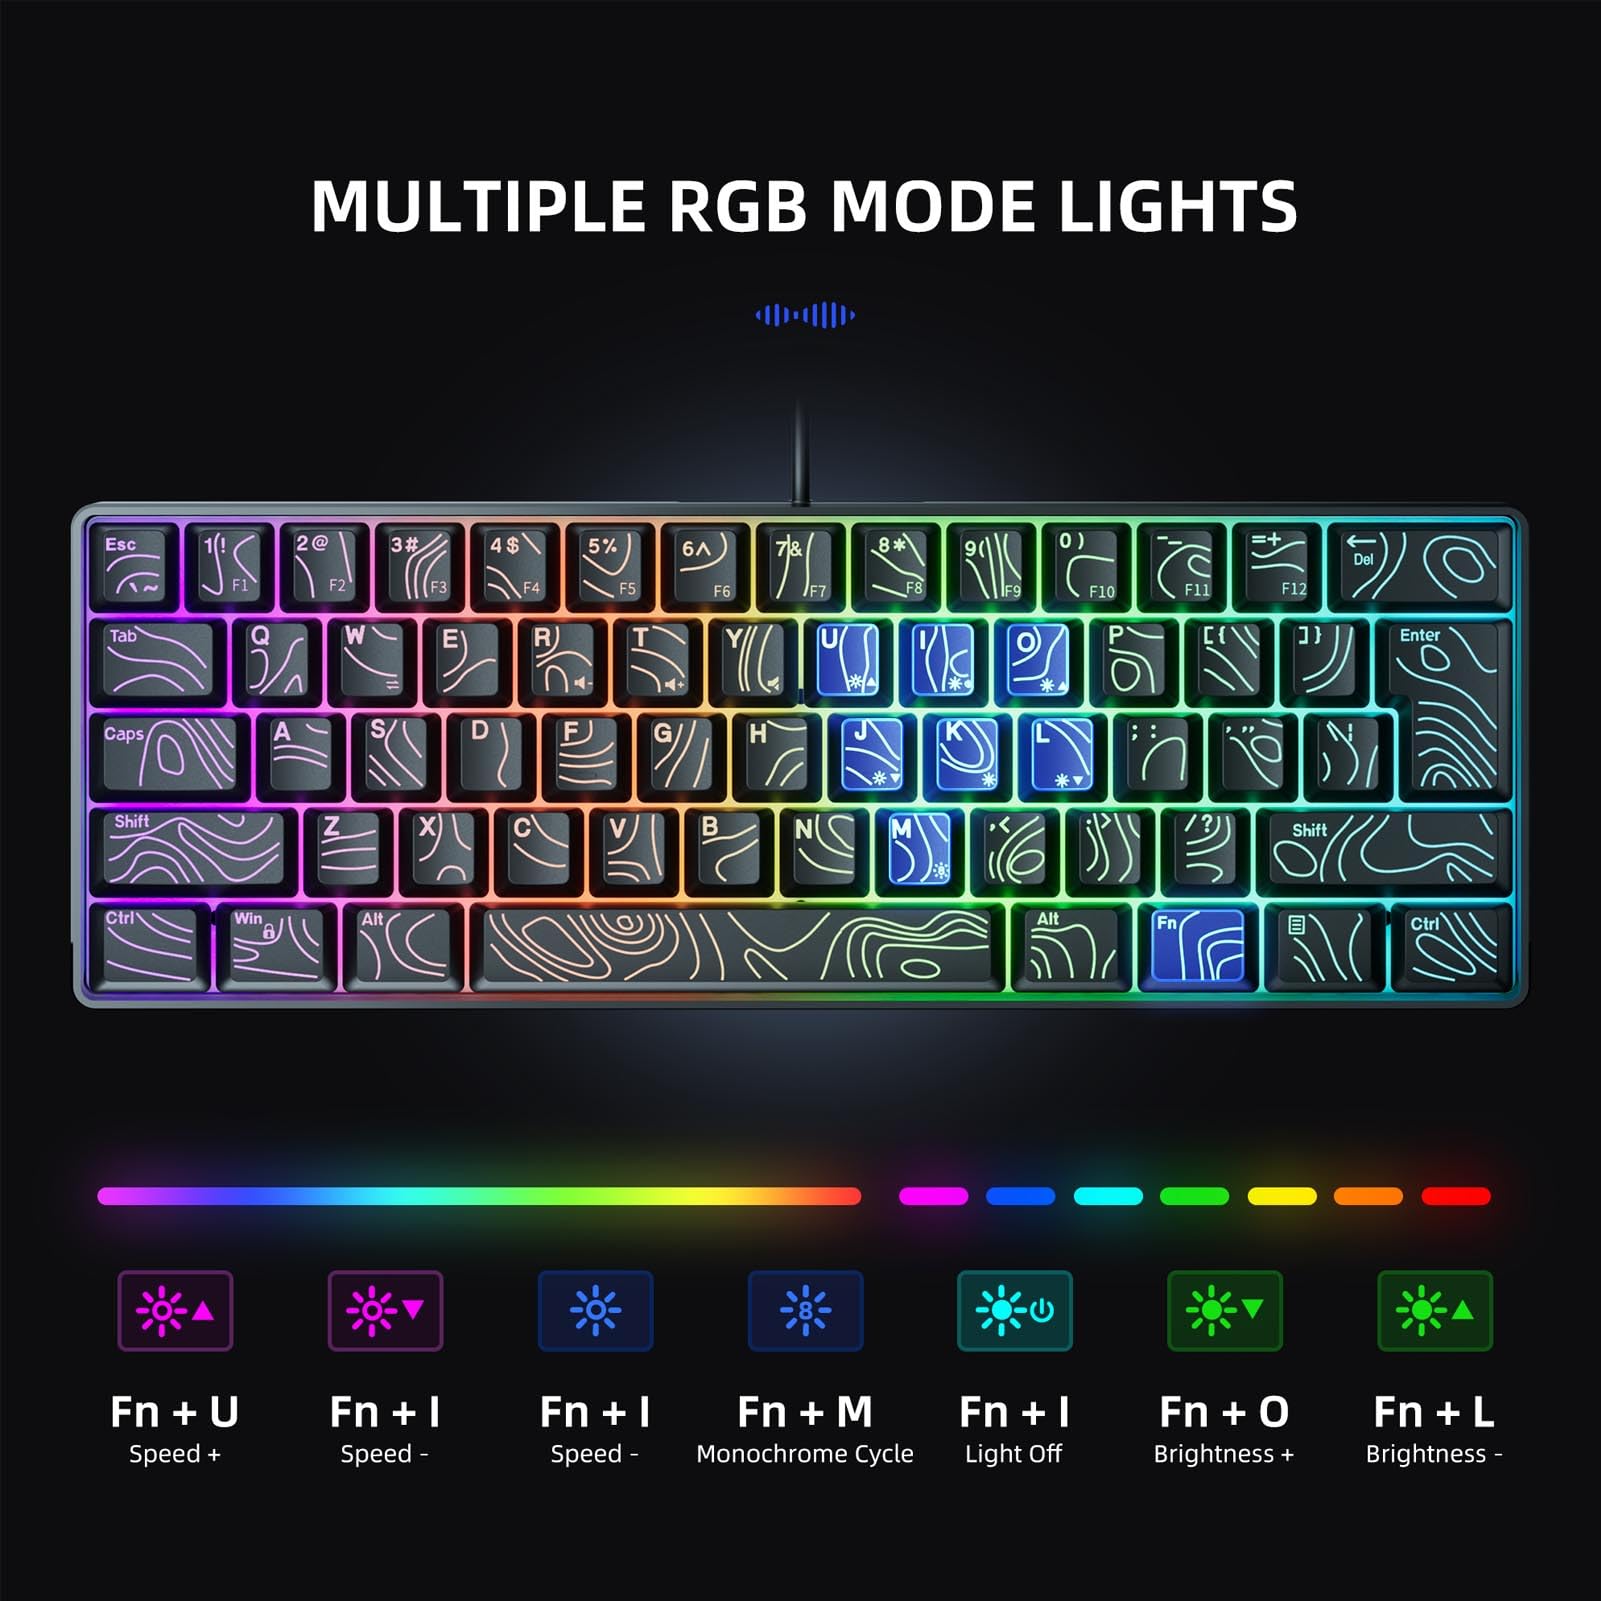 MULTIPLE RGB MODE LIGHTS
Esc 1! 2@ 3# 4$ 5% 6^ 7& 8* 9( 0) -_ =+ ← Del
`~ F1 F2 F3 F4 F5 F6 F7 F8 F9 F10 F11 F12
Tab Q W E R T Y U I O P [{ ]} Enter
Caps A S D F G H J K L ;: '" \|
Shift Z X C V B N M ,< .> /? Shift
Ctrl Win Alt Alt Fn Ctrl
8
Fn + U Fn + I Fn + I Fn + M Fn + I Fn + O Fn + L
Speed + Speed - Speed - Monochrome Cycle Light Off Brightness + Brightness -